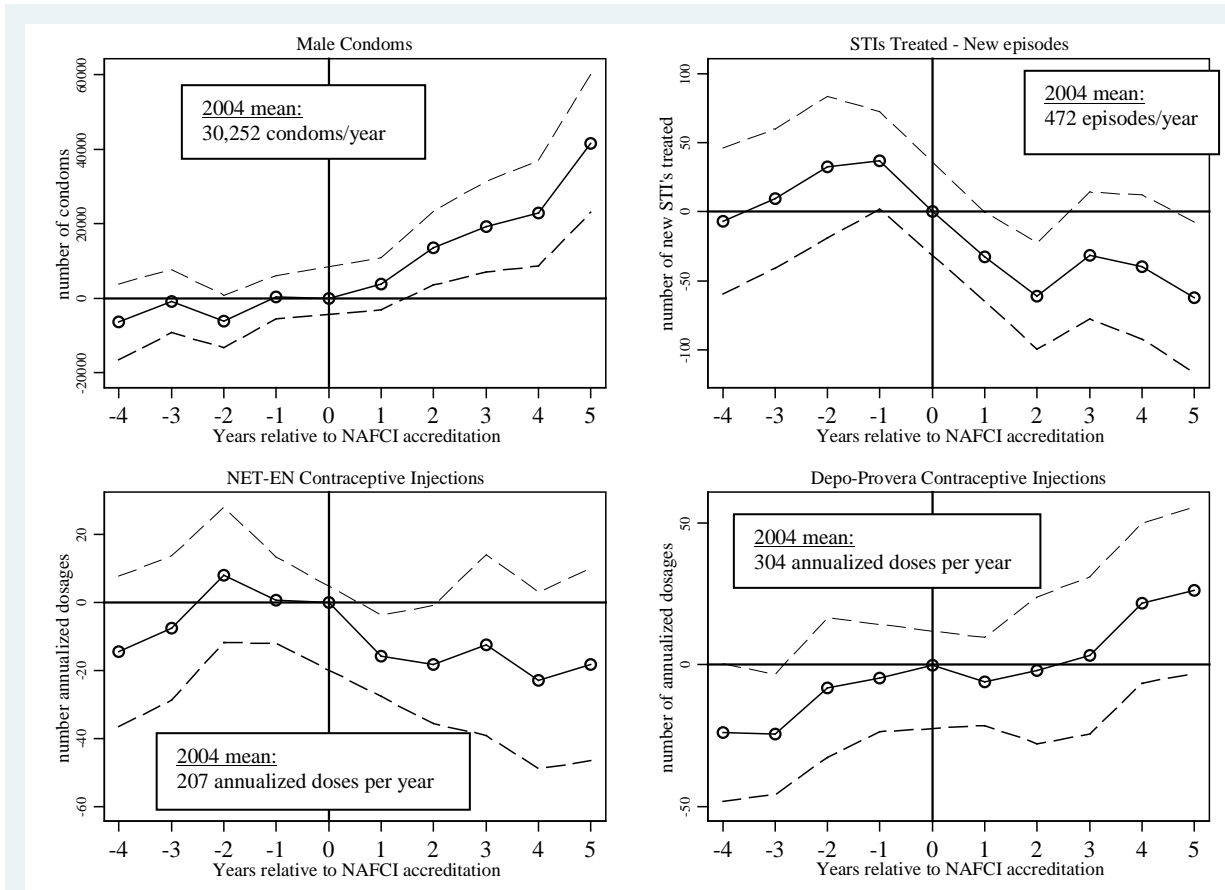 Male Condoms
number of condoms
60000
40000
20000
0
-20000
2004 mean:
30,252 condoms/year
-4 -3 -2 -1 0 1 2 3 4 5
Years relative to NAFCI accreditation
STIs Treated - New episodes
number of new STI's treated
100
50
0
-50
-100
2004 mean:
472 episodes/year
-4 -3 -2 -1 0 1 2 3 4 5
Years relative to NAFCI accreditation
NET-EN Contraceptive Injections
number annualized dosages
20
0
-20
-40
-60
2004 mean:
207 annualized doses per year
-4 -3 -2 -1 0 1 2 3 4 5
Years relative to NAFCI accreditation
Depo-Provera Contraceptive Injections
number of annualized dosages
50
0
-50
2004 mean:
304 annualized doses per year
-4 -3 -2 -1 0 1 2 3 4 5
Years relative to NAFCI accreditation